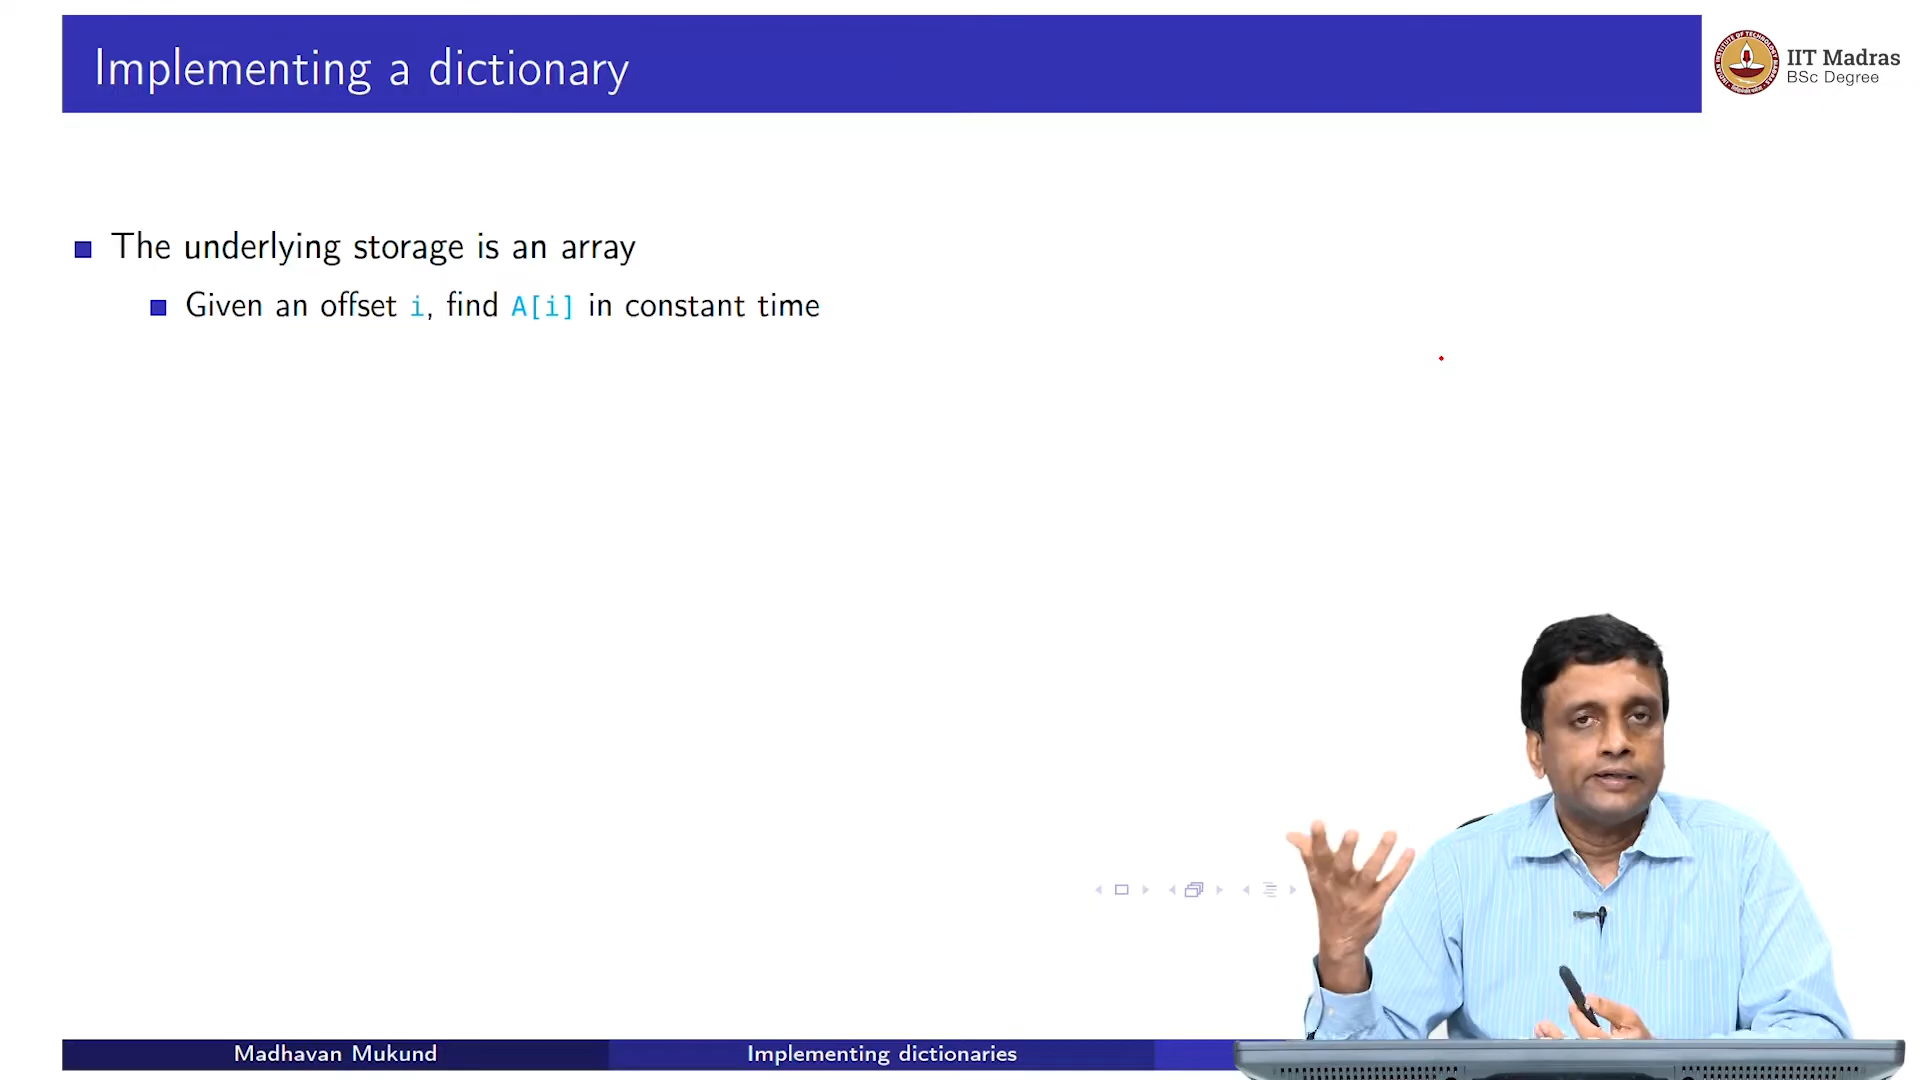 Implementing a dictionary
IIT Madras
BSc Degree
The underlying storage is an array
Given an offset i, find A[i] in constant time
Madhavan Mukund
Implementing dictionaries